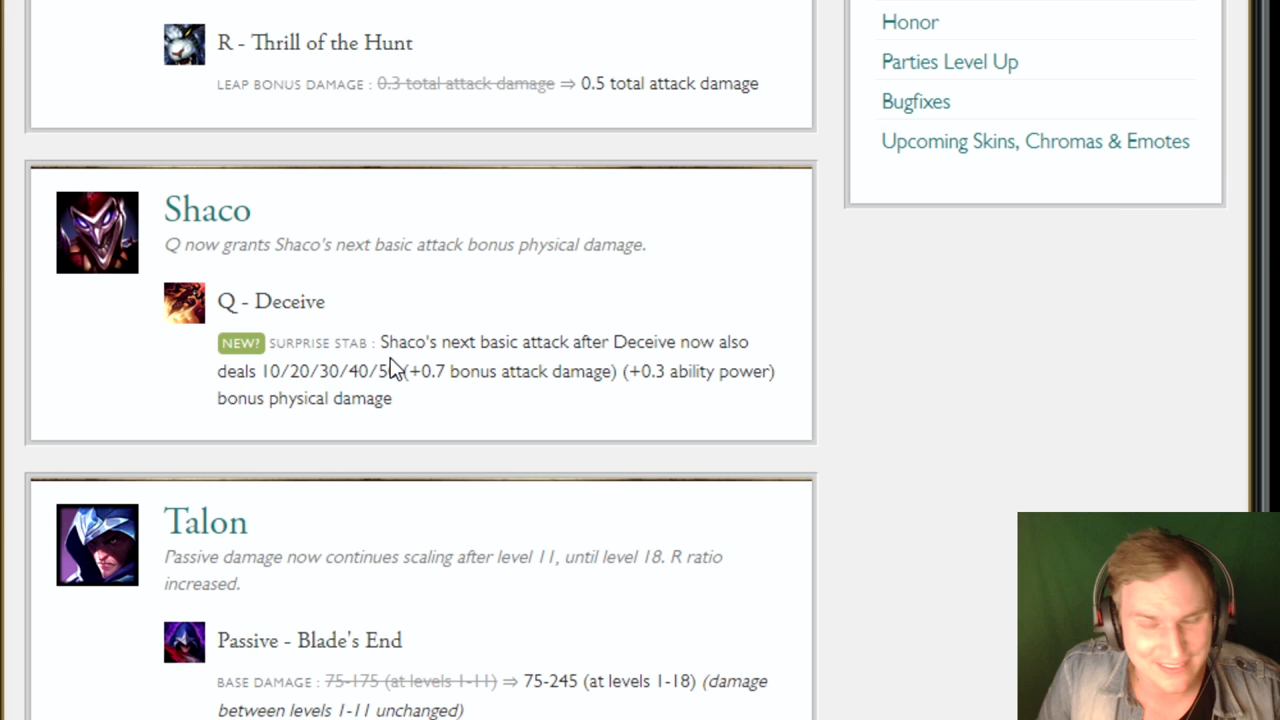 R - Thrill of the Hunt
LEAP BONUS DAMAGE : 0.3 total attack damage ⇒ 0.5 total attack damage
Shaco
Q now grants Shaco's next basic attack bonus physical damage.
Q - Deceive
NEW? SURPRISE STAB : Shaco's next basic attack after Deceive now also
deals 10/20/30/40/5 (+0.7 bonus attack damage) (+0.3 ability power)
bonus physical damage
Talon
Passive damage now continues scaling after level 11, until level 18. R ratio
increased.
Passive - Blade's End
BASE DAMAGE : 75-175 (at levels 1-11) ⇒ 75-245 (at levels 1-18) (damage
between levels 1-11 unchanged)
Honor
Parties Level Up
Bugfixes
Upcoming Skins, Chromas & Emotes